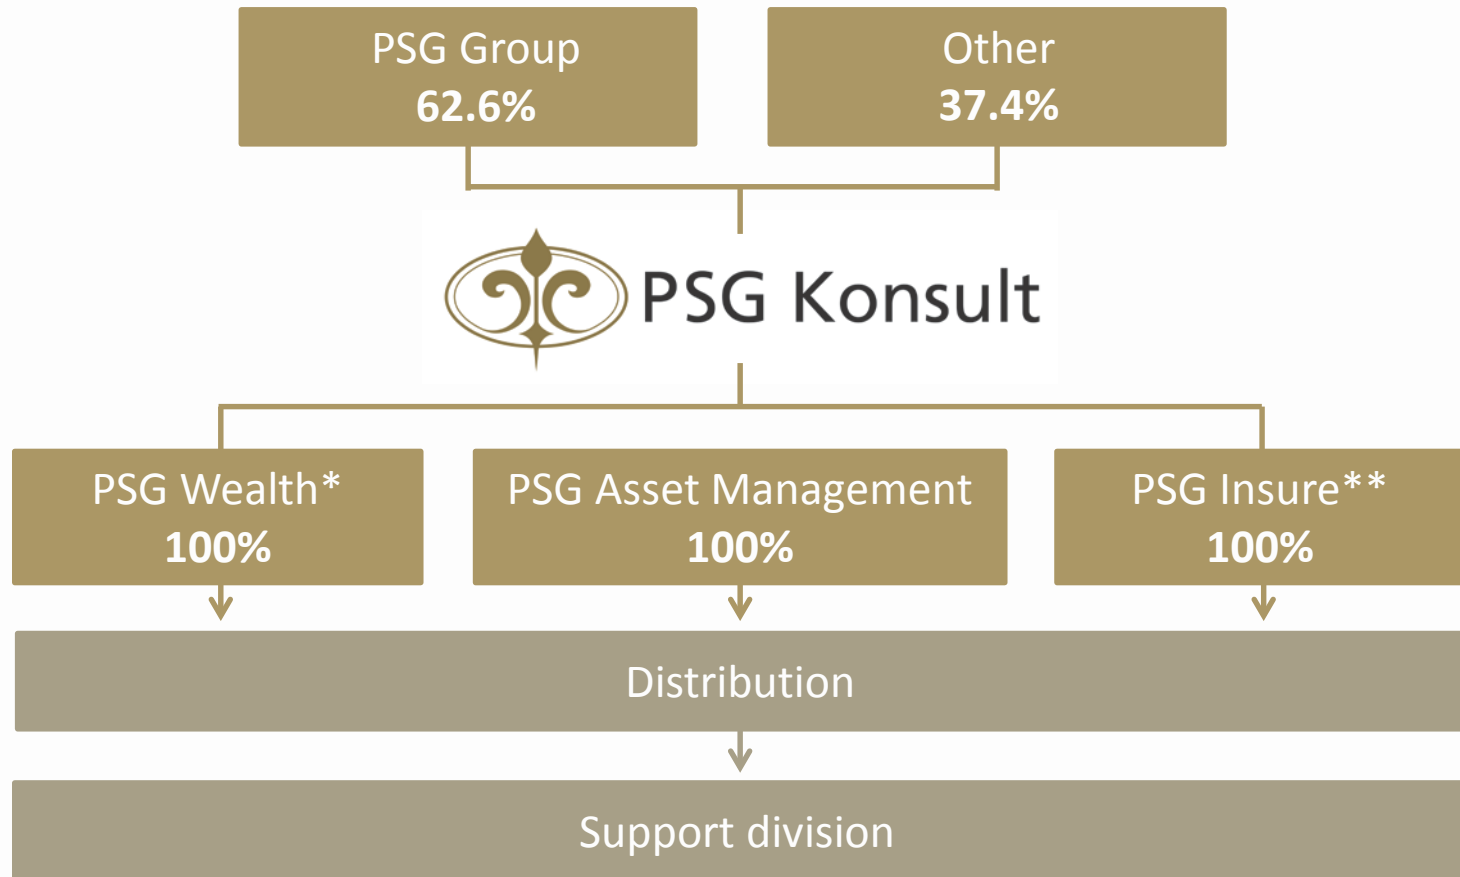 PSG Group
62.6%
Other
37.4%
PSG Konsult
PSG Wealth*
100%
PSG Asset Management
100%
PSG Insure**
100%
Distribution
Support division